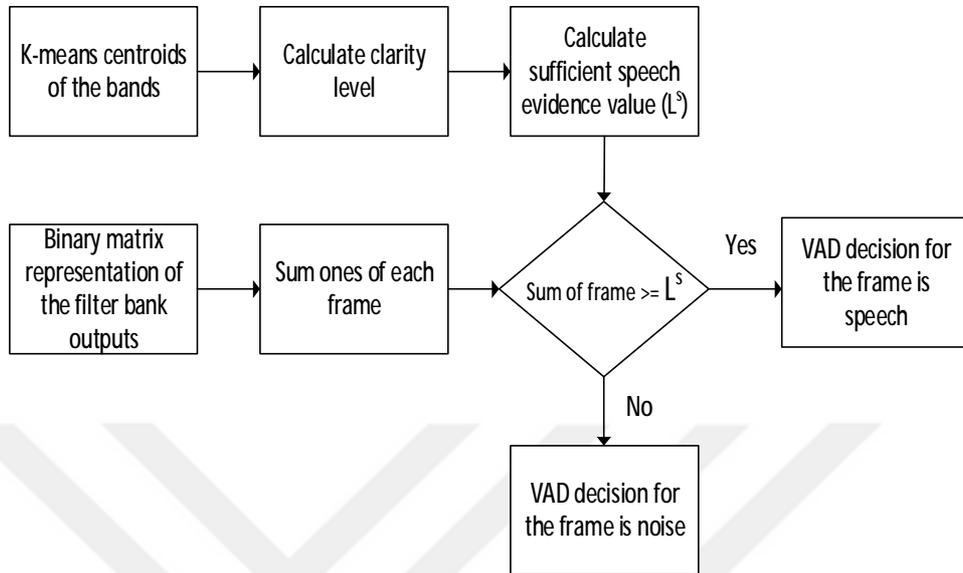 K-means centroids
of the bands
Calculate clarity
level
Calculate
sufficient speech
evidence value (Lˢ)
Binary matrix
representation of
the filter bank
outputs
Sum ones of each
frame
Sum of frame >= Lˢ
Yes
VAD decision for
the frame is
speech
No
VAD decision for
the frame is noise